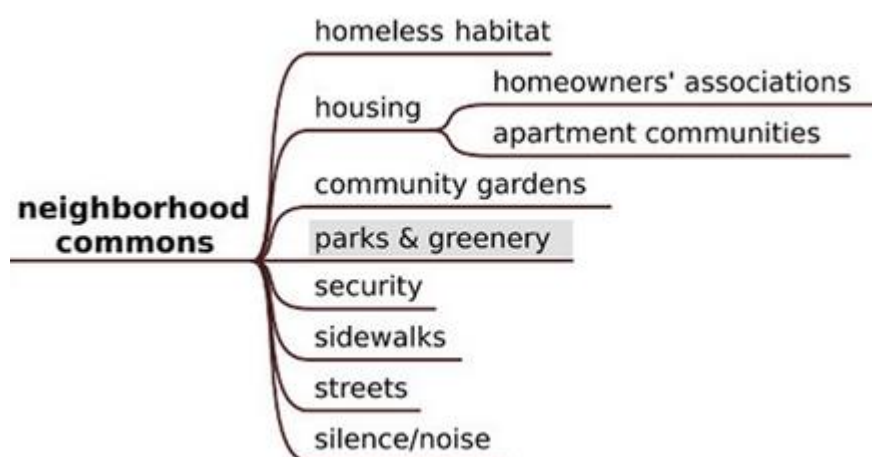 homeless habitat
housing
homeowners' associations
apartment communities
community gardens
neighborhood
commons
parks & greenery
security
sidewalks
streets
silence/noise